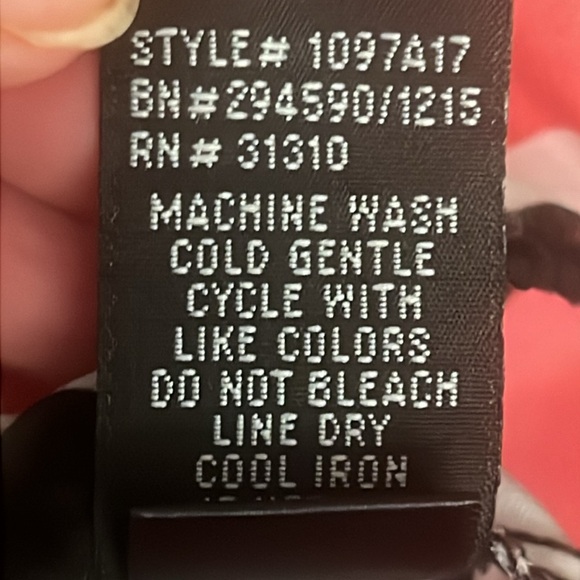 STYLE# 1097A17
BN#294590/1215
RN# 31310
MACHINE WASH
COLD GENTLE
CYCLE WITH
LIKE COLORS
DO NOT BLEACH
LINE DRY
COOL IRON